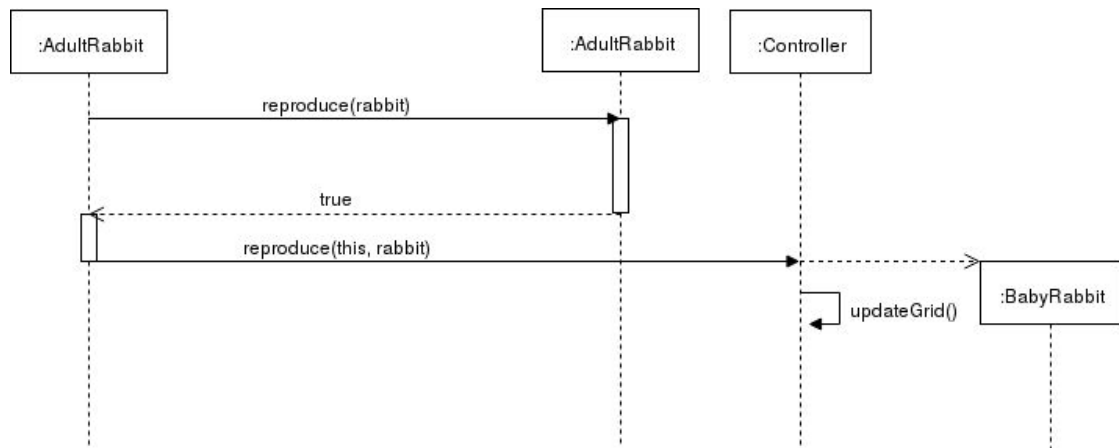 :AdultRabbit
:AdultRabbit
:Controller
reproduce(rabbit)
true
reproduce(this, rabbit)
:BabyRabbit
updateGrid()